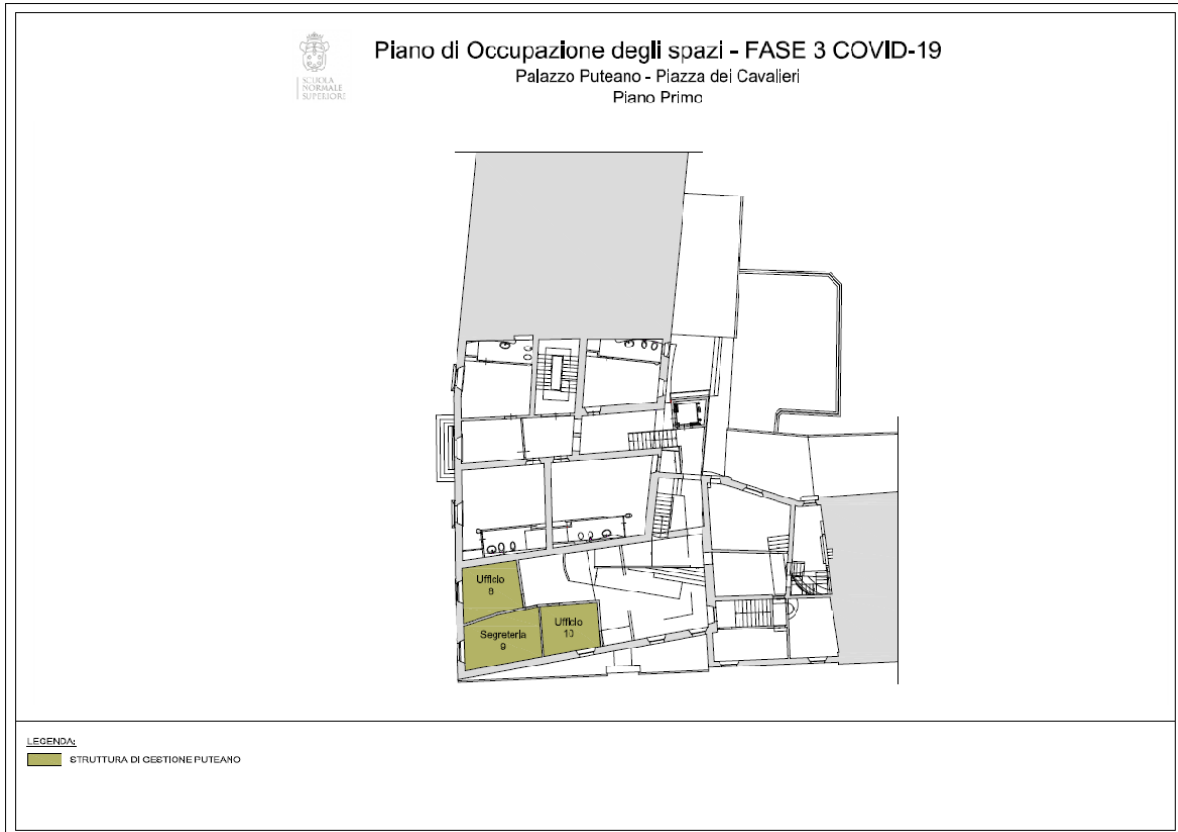 SCUOLA
NORMALE
SUPERIORE
Piano di Occupazione degli spazi - FASE 3 COVID-19
Palazzo Puteano - Piazza dei Cavalieri
Piano Primo
Ufficio
8
Segreteria
9
Ufficio
10
LEGENDA:
STRUTTURA DI GESTIONE PUTEANO